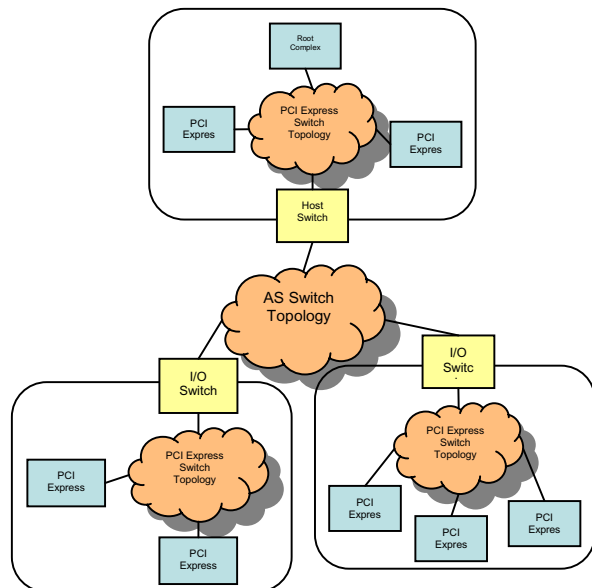 Root
Complex
PCI Express
Switch
Topology
PCI
Expres
PCI
Expres
Host
Switch
AS Switch
Topology
I/O
Switch
I/O
Switc
PCI Express
Switch
Topology
PCI
Express
PCI
Express
PCI Express
Switch
Topology
PCI
Expres
PCI
Expres
PCI
Expres